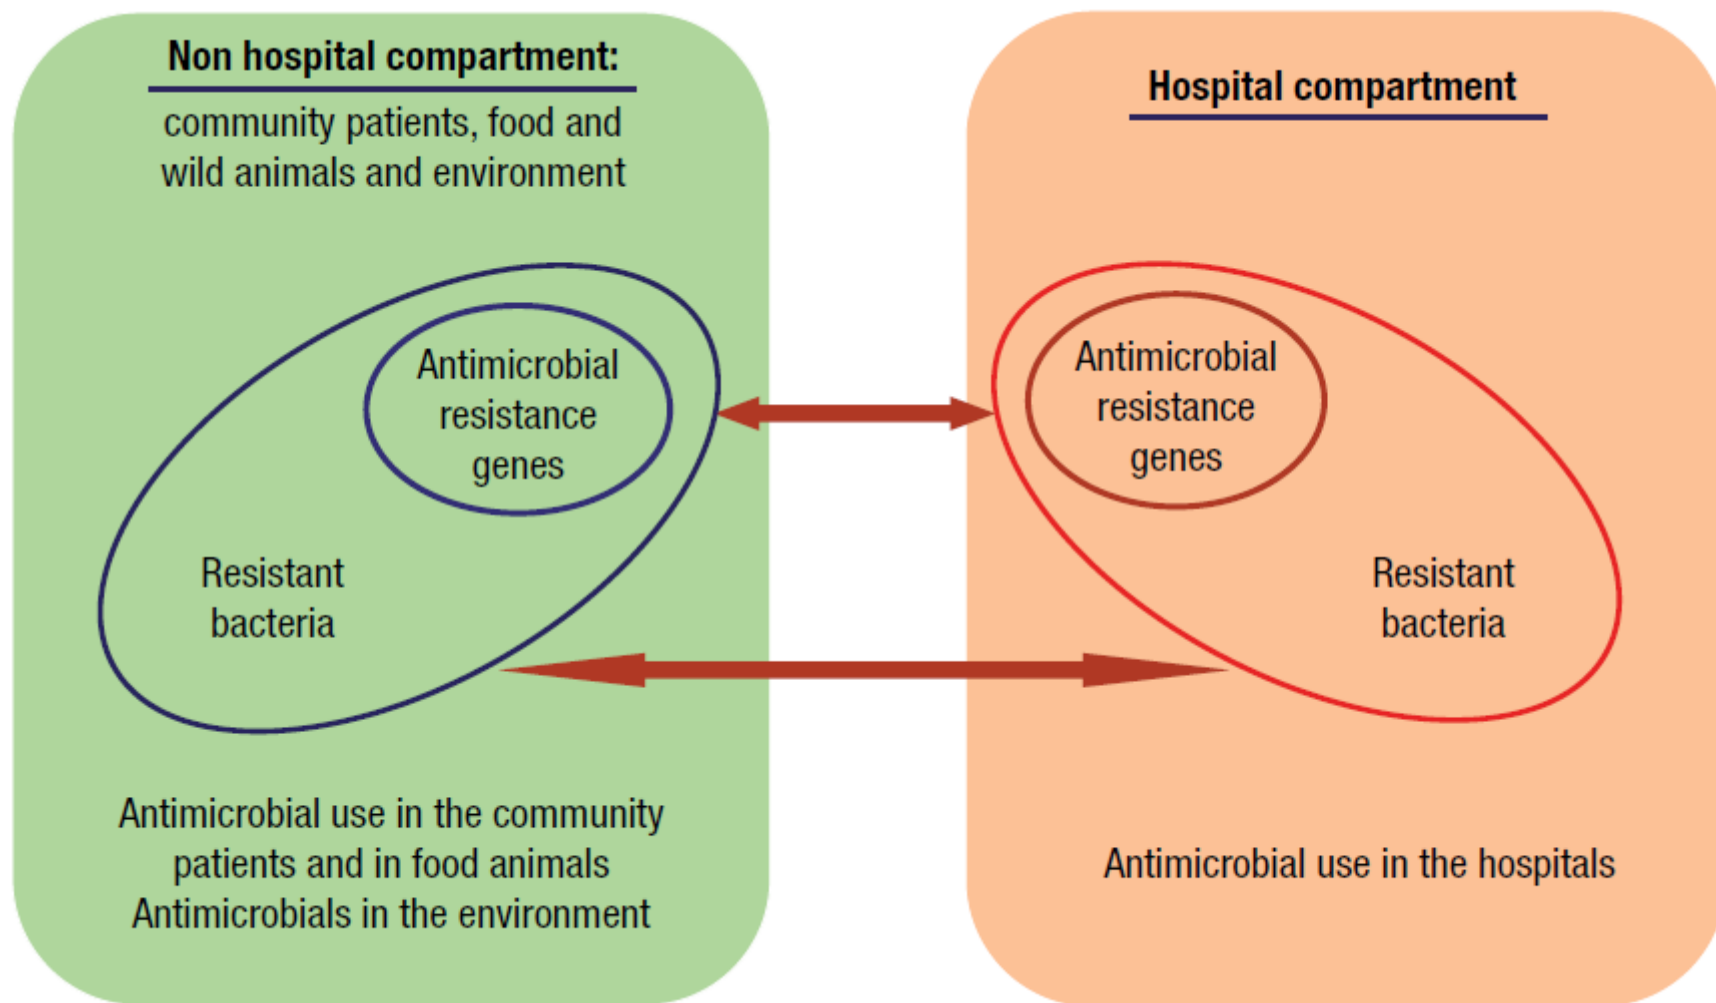 Non hospital compartment:
community patients, food and
wild animals and environment
Antimicrobial
resistance
genes
Resistant
bacteria
Antimicrobial use in the community
patients and in food animals
Antimicrobials in the environment
Hospital compartment
Antimicrobial
resistance
genes
Resistant
bacteria
Antimicrobial use in the hospitals